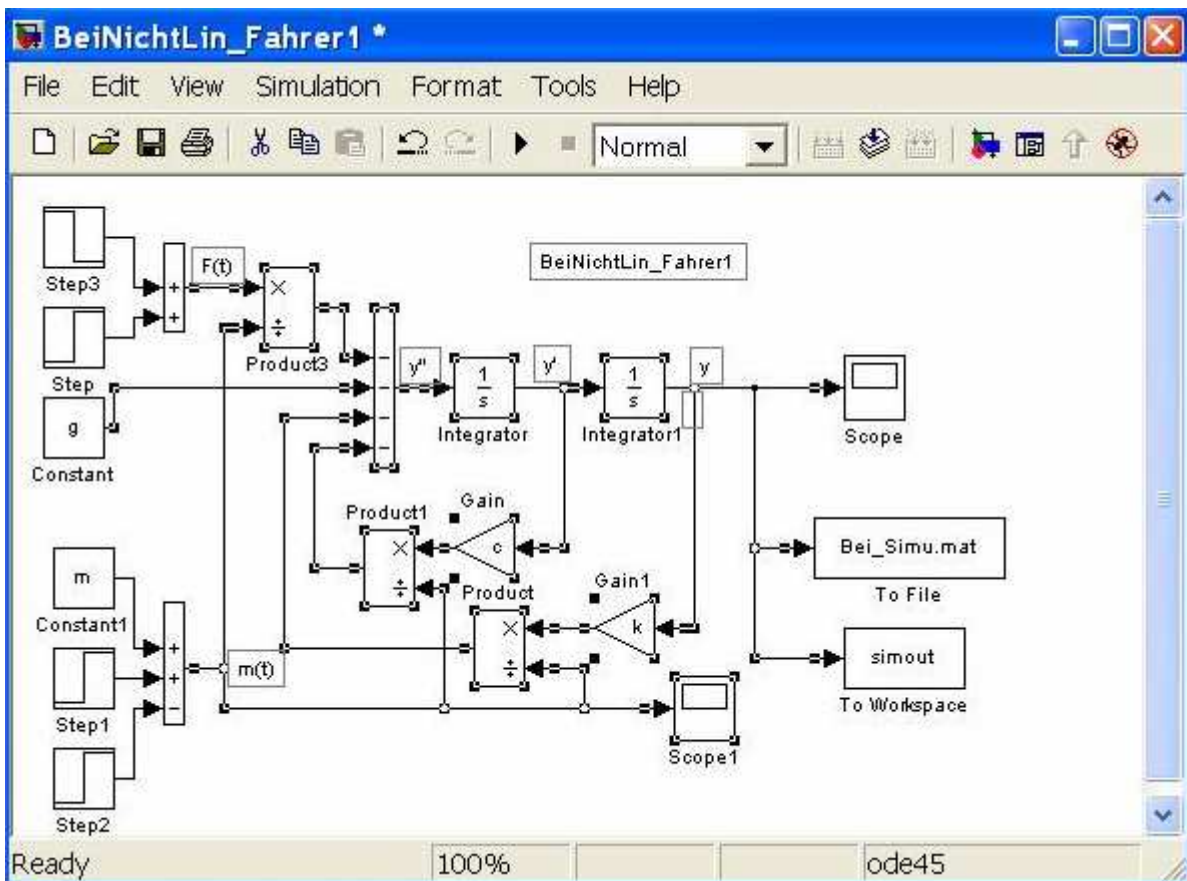 BeiNichtLin_Fahrer1 *
File Edit View Simulation Format Tools Help
Normal
Step3
F(t)
BeiNichtLin_Fahrer1
+
+
×
÷
Product3
Step
g
Constant
−
−
−
−
y''
1
s
Integrator
y'
1
s
Integrator1
y
Scope
Product1
×
÷
Gain
c
Bei_Simu.mat
To File
m
Constant1
Product
×
÷
Gain1
k
simout
To Workspace
+
+
−
m(t)
Step1
Scope1
Step2
Ready 100% ode45